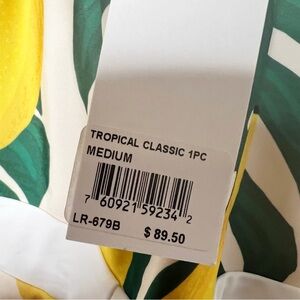 TROPICAL CLASSIC 1PC
MEDIUM
7 60921 59234 2
LR-679B $ 89.50